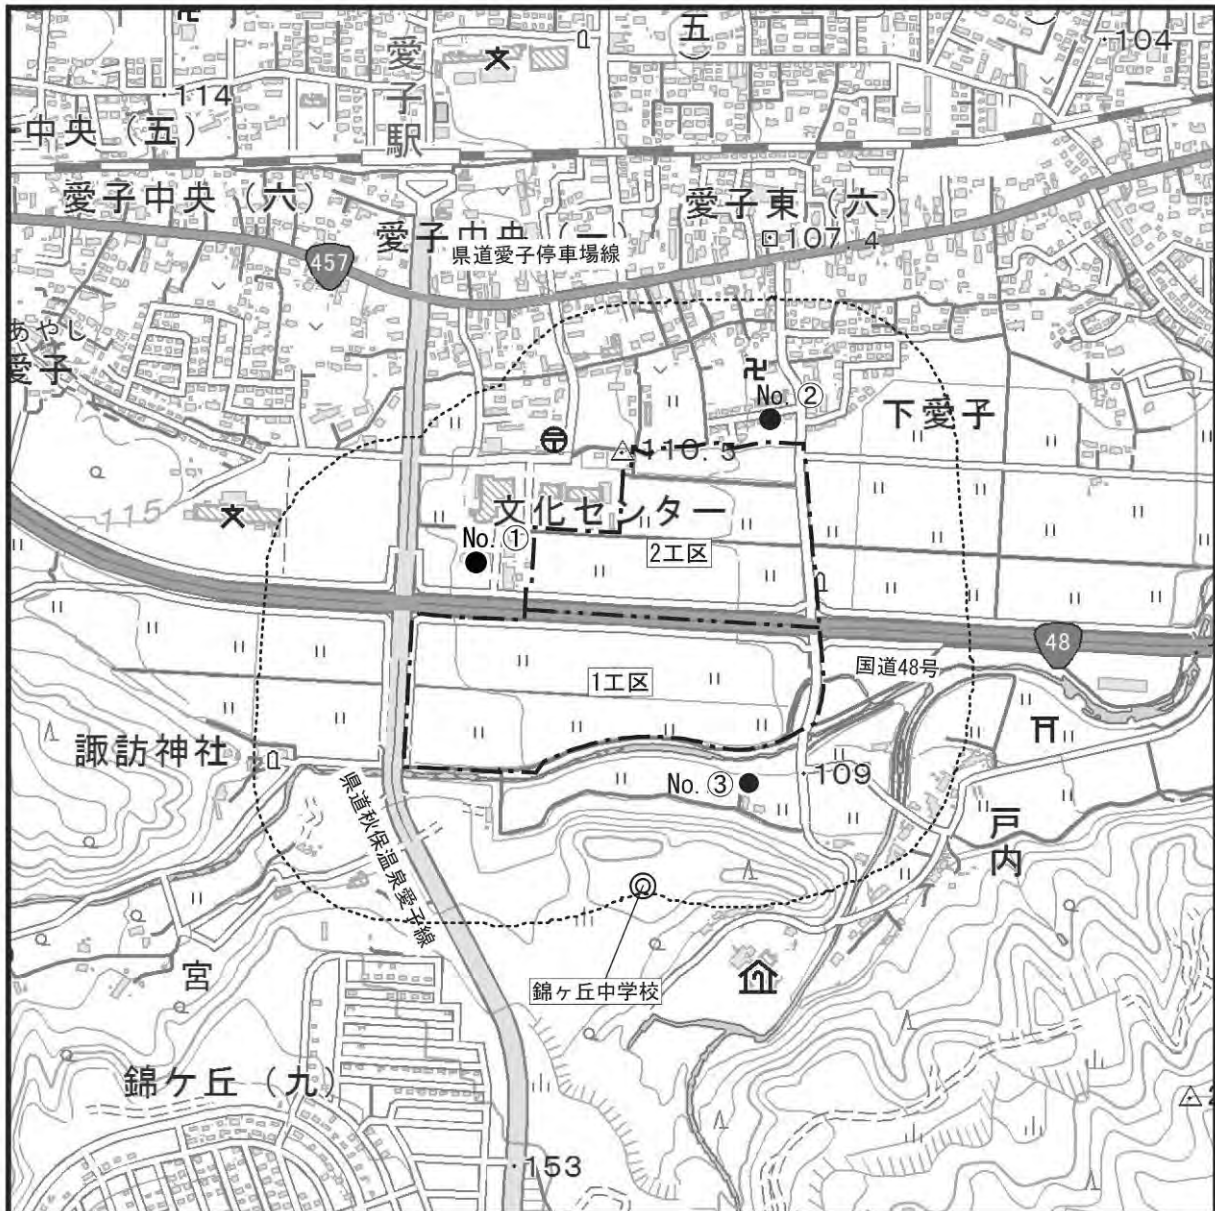 五
104
愛子駅
114
中央（五）
愛子中央（六）
愛子東（六）
107.4
愛子中央（一）
県道愛子停車場線
457
あやし
愛子
No.②
下愛子
110.5
115
文化センター
No.①
2工区
48
国道48号
1工区
諏訪神社
No.③
109
県道秋保温泉愛子線
戸内
宮
錦ヶ丘中学校
錦ケ丘（九）
2
153